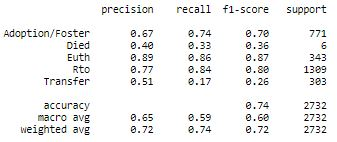 precision recall f1-score support
Adoption/Foster 0.67 0.74 0.70 771
Died 0.40 0.33 0.36 6
Euth 0.89 0.86 0.87 343
Rto 0.77 0.84 0.80 1309
Transfer 0.51 0.17 0.26 303
accuracy 0.74 2732
macro avg 0.65 0.59 0.60 2732
weighted avg 0.72 0.74 0.72 2732